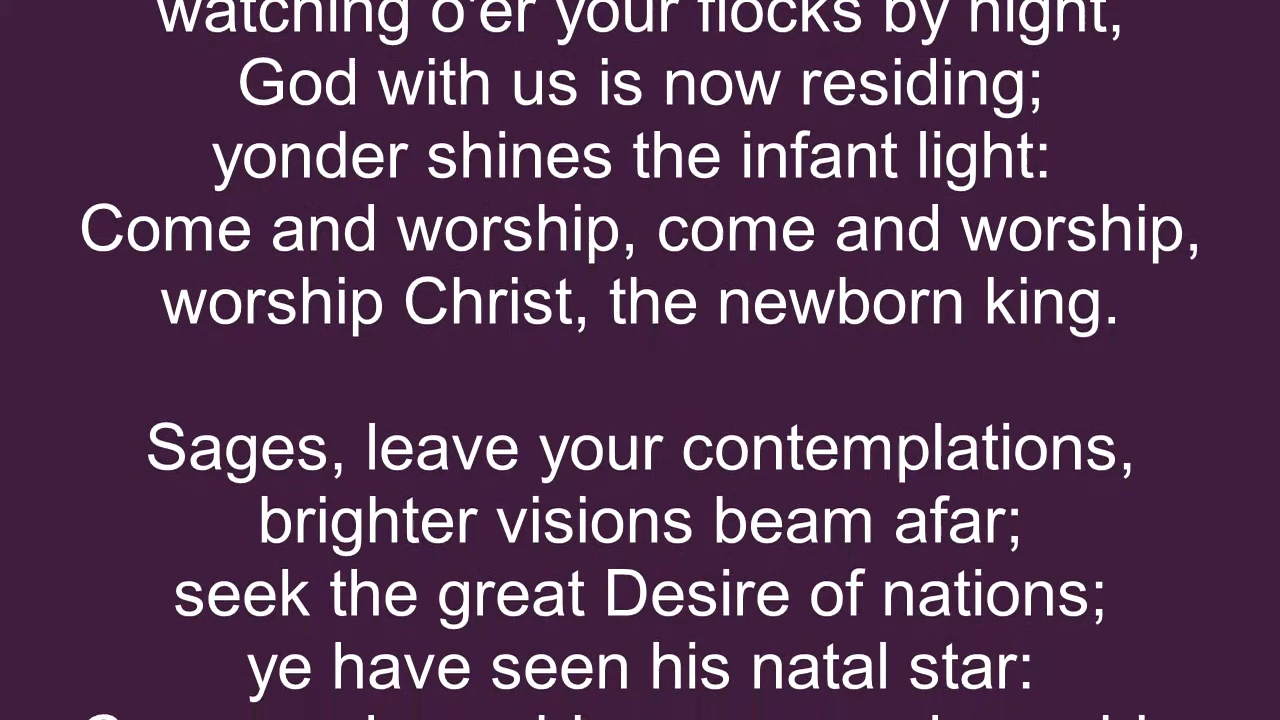 watching o'er your flocks by night,
God with us is now residing;
yonder shines the infant light:
Come and worship, come and worship,
worship Christ, the newborn king.
Sages, leave your contemplations,
brighter visions beam afar;
seek the great Desire of nations;
ye have seen his natal star: